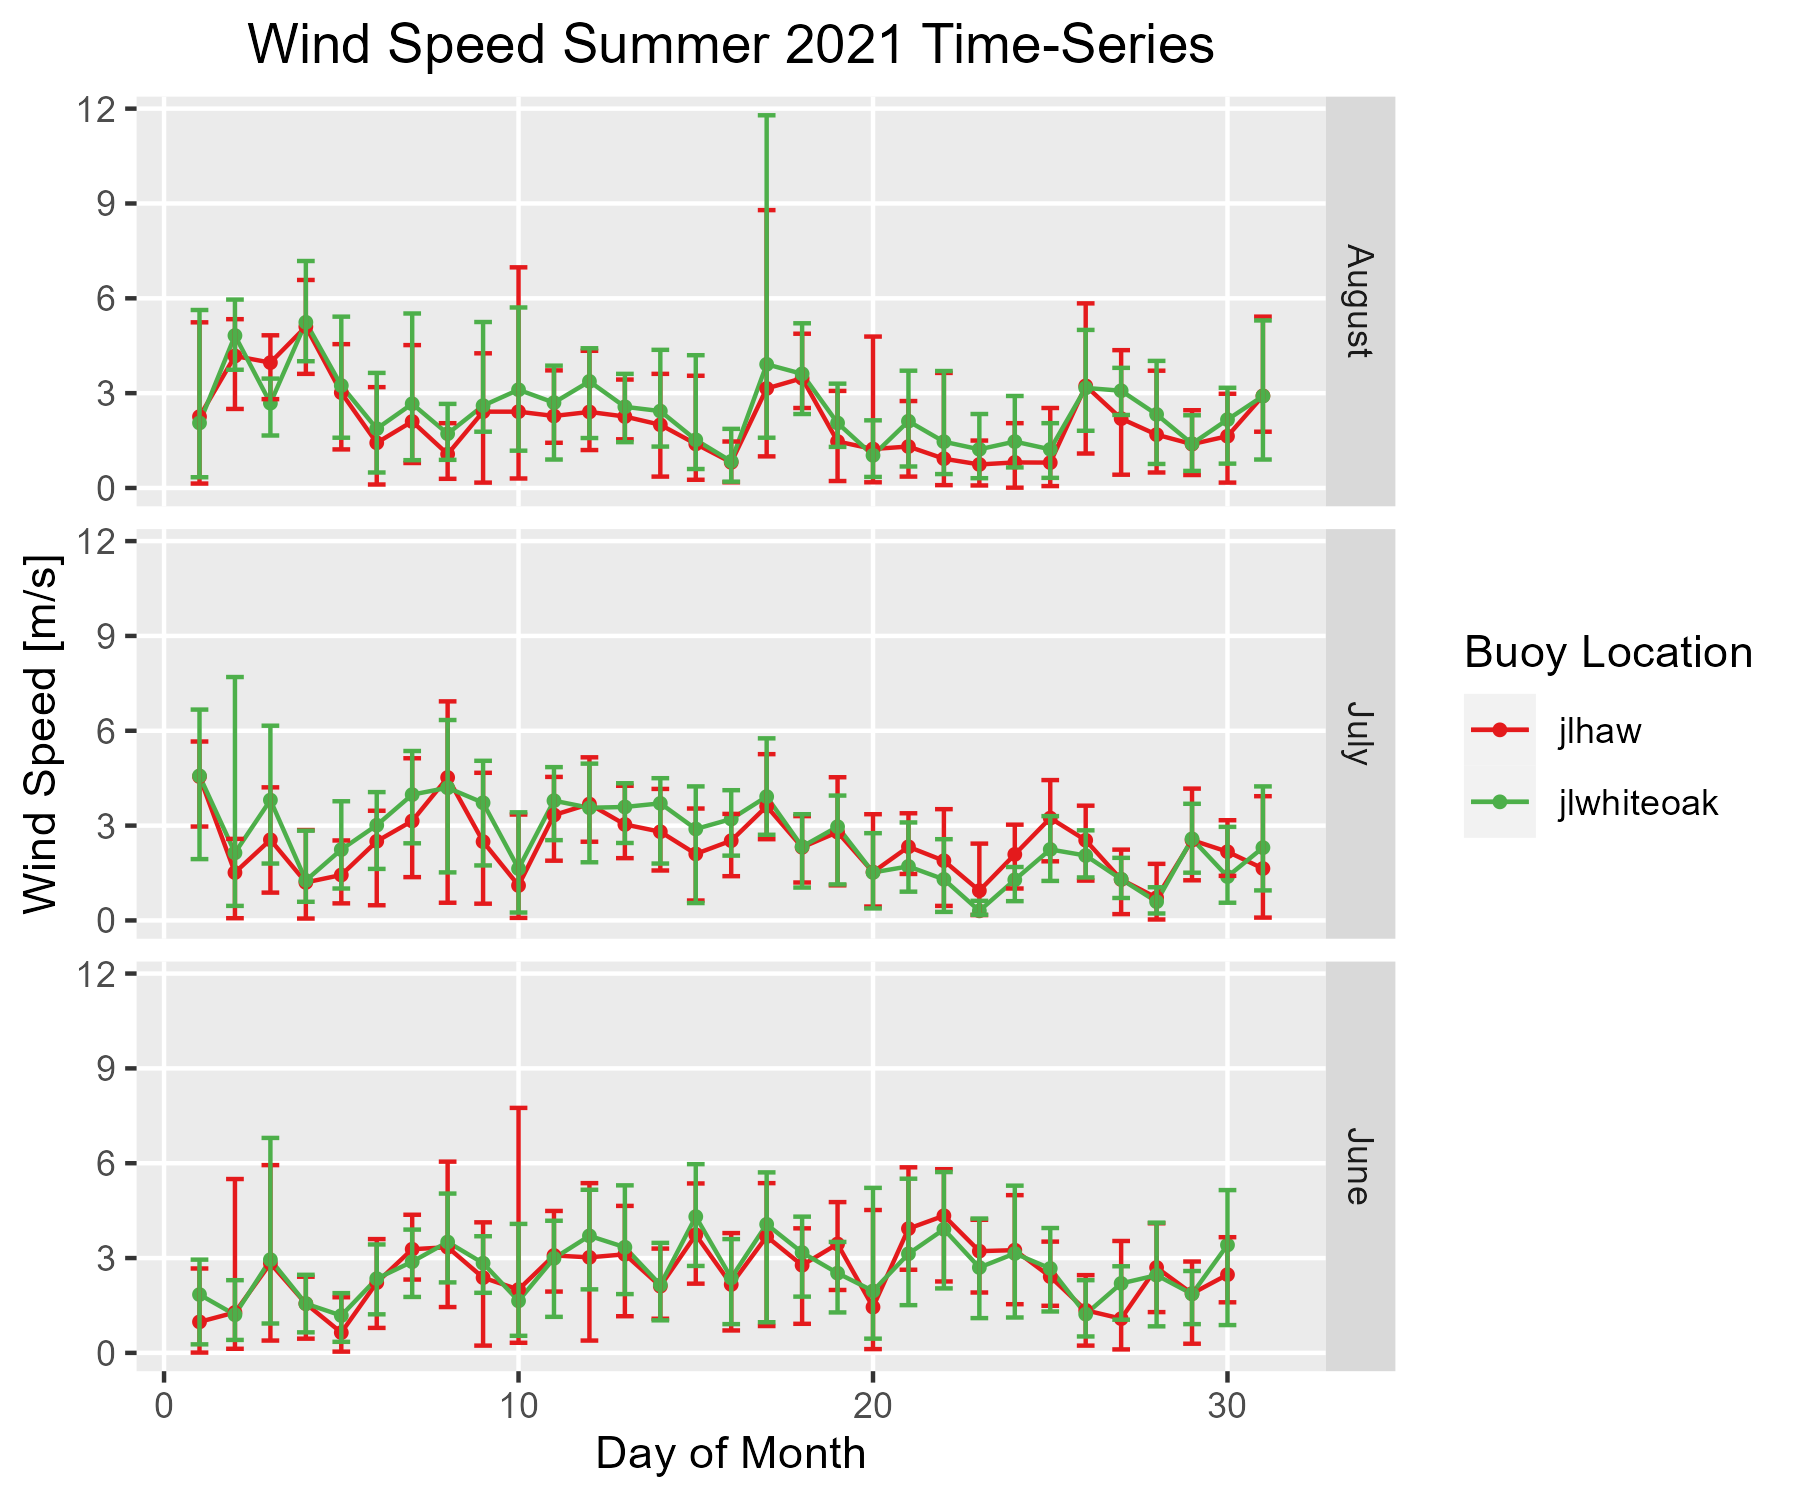 Wind Speed Summer 2021 Time-Series
Wind Speed [m/s]
12
9
6
3
0
August
12
9
6
3
0
July
12
9
6
3
0
June
0 10 20 30
Day of Month
Buoy Location
jlhaw
jlwhiteoak